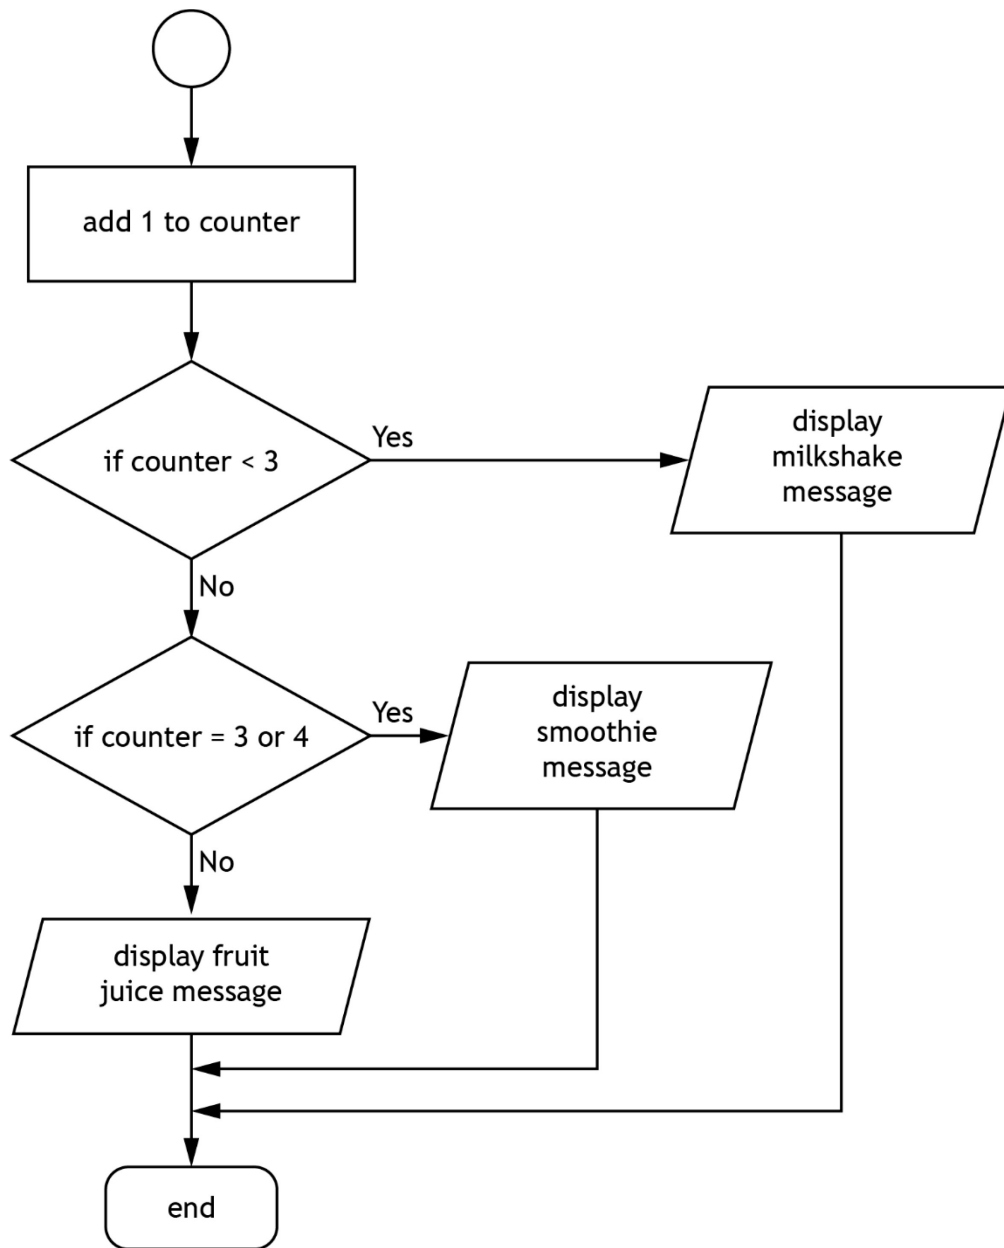 add 1 to counter
if counter < 3
Yes
display
milkshake
message
No
if counter = 3 or 4
Yes
display
smoothie
message
No
display fruit
juice message
end